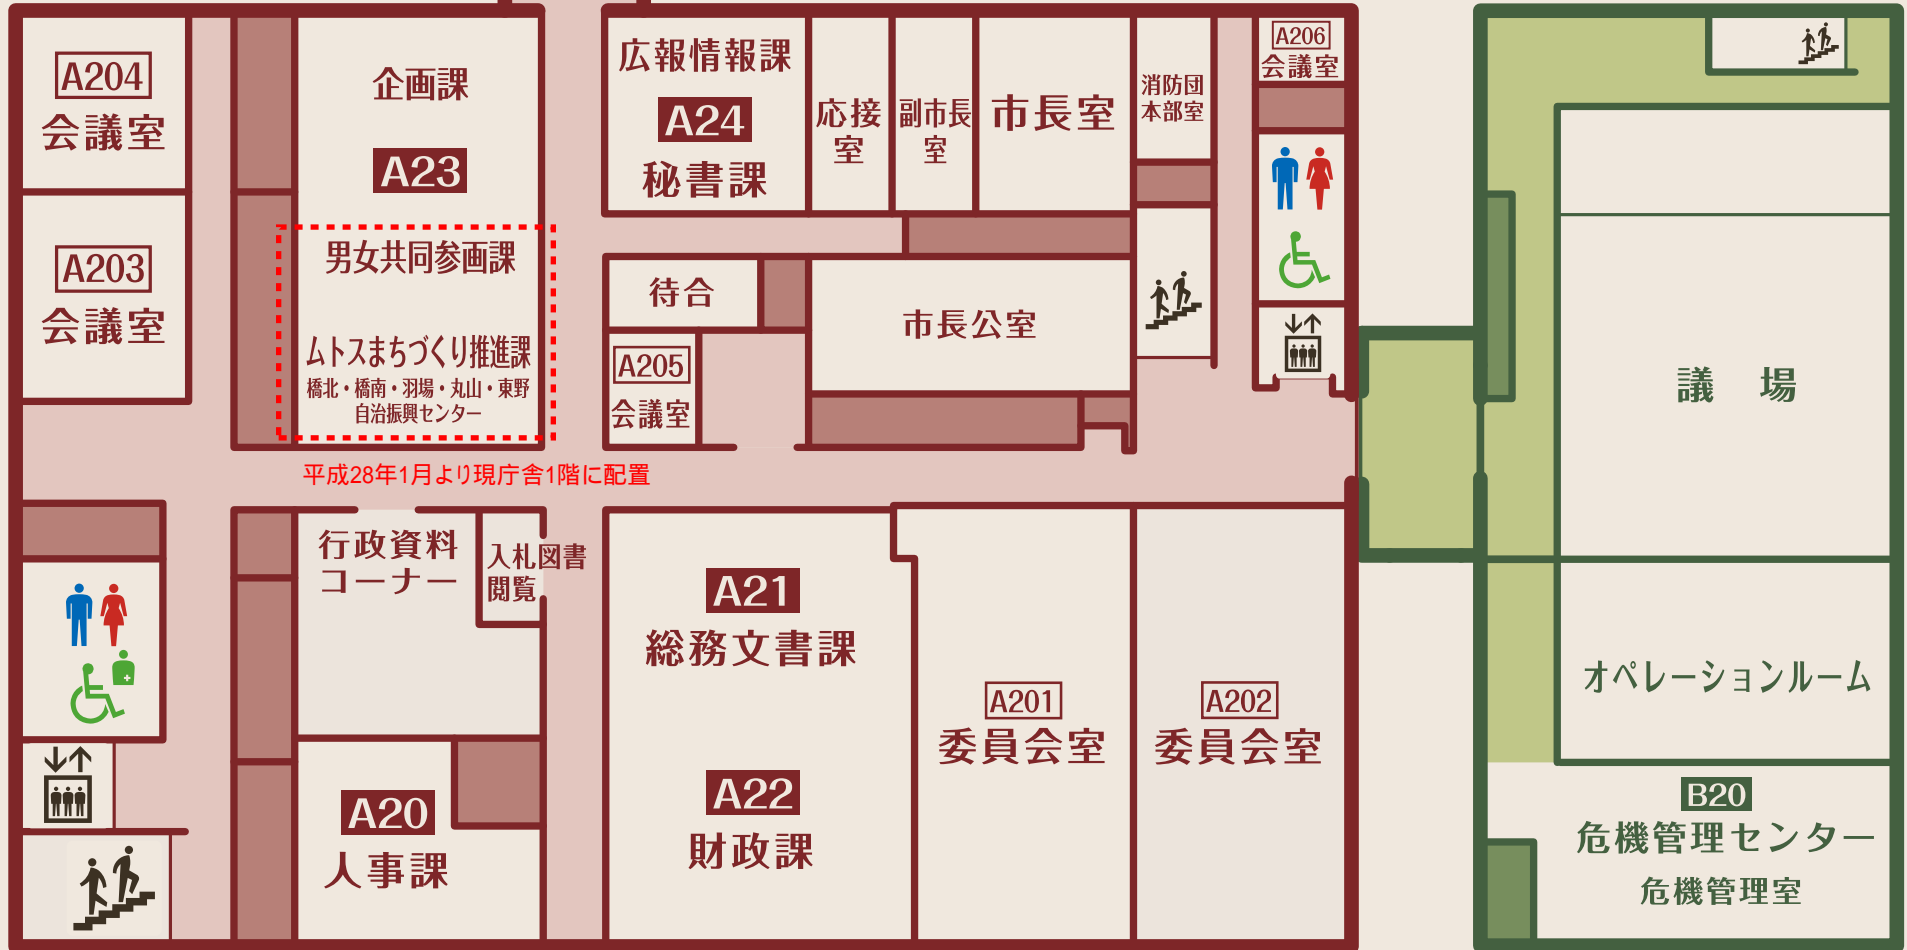 A204
会議室
A203
会議室
企画課
A23
男女共同参画課
ムトスまちづくり推進課
橋北・橋南・羽場・丸山・東野
自治振興センター
平成28年1月より現庁舎1階に配置
広報情報課
A24
秘書課
応接
室
副市長
室
市長室
消防団
本部室
A206
会議室
待合
A205
会議室
市長公室
行政資料
コーナー
入札図書
閲覧
A20
人事課
A21
総務文書課
A22
財政課
A201
委員会室
A202
委員会室
議 場
オペレーションルーム
B20
危機管理センター
危機管理室